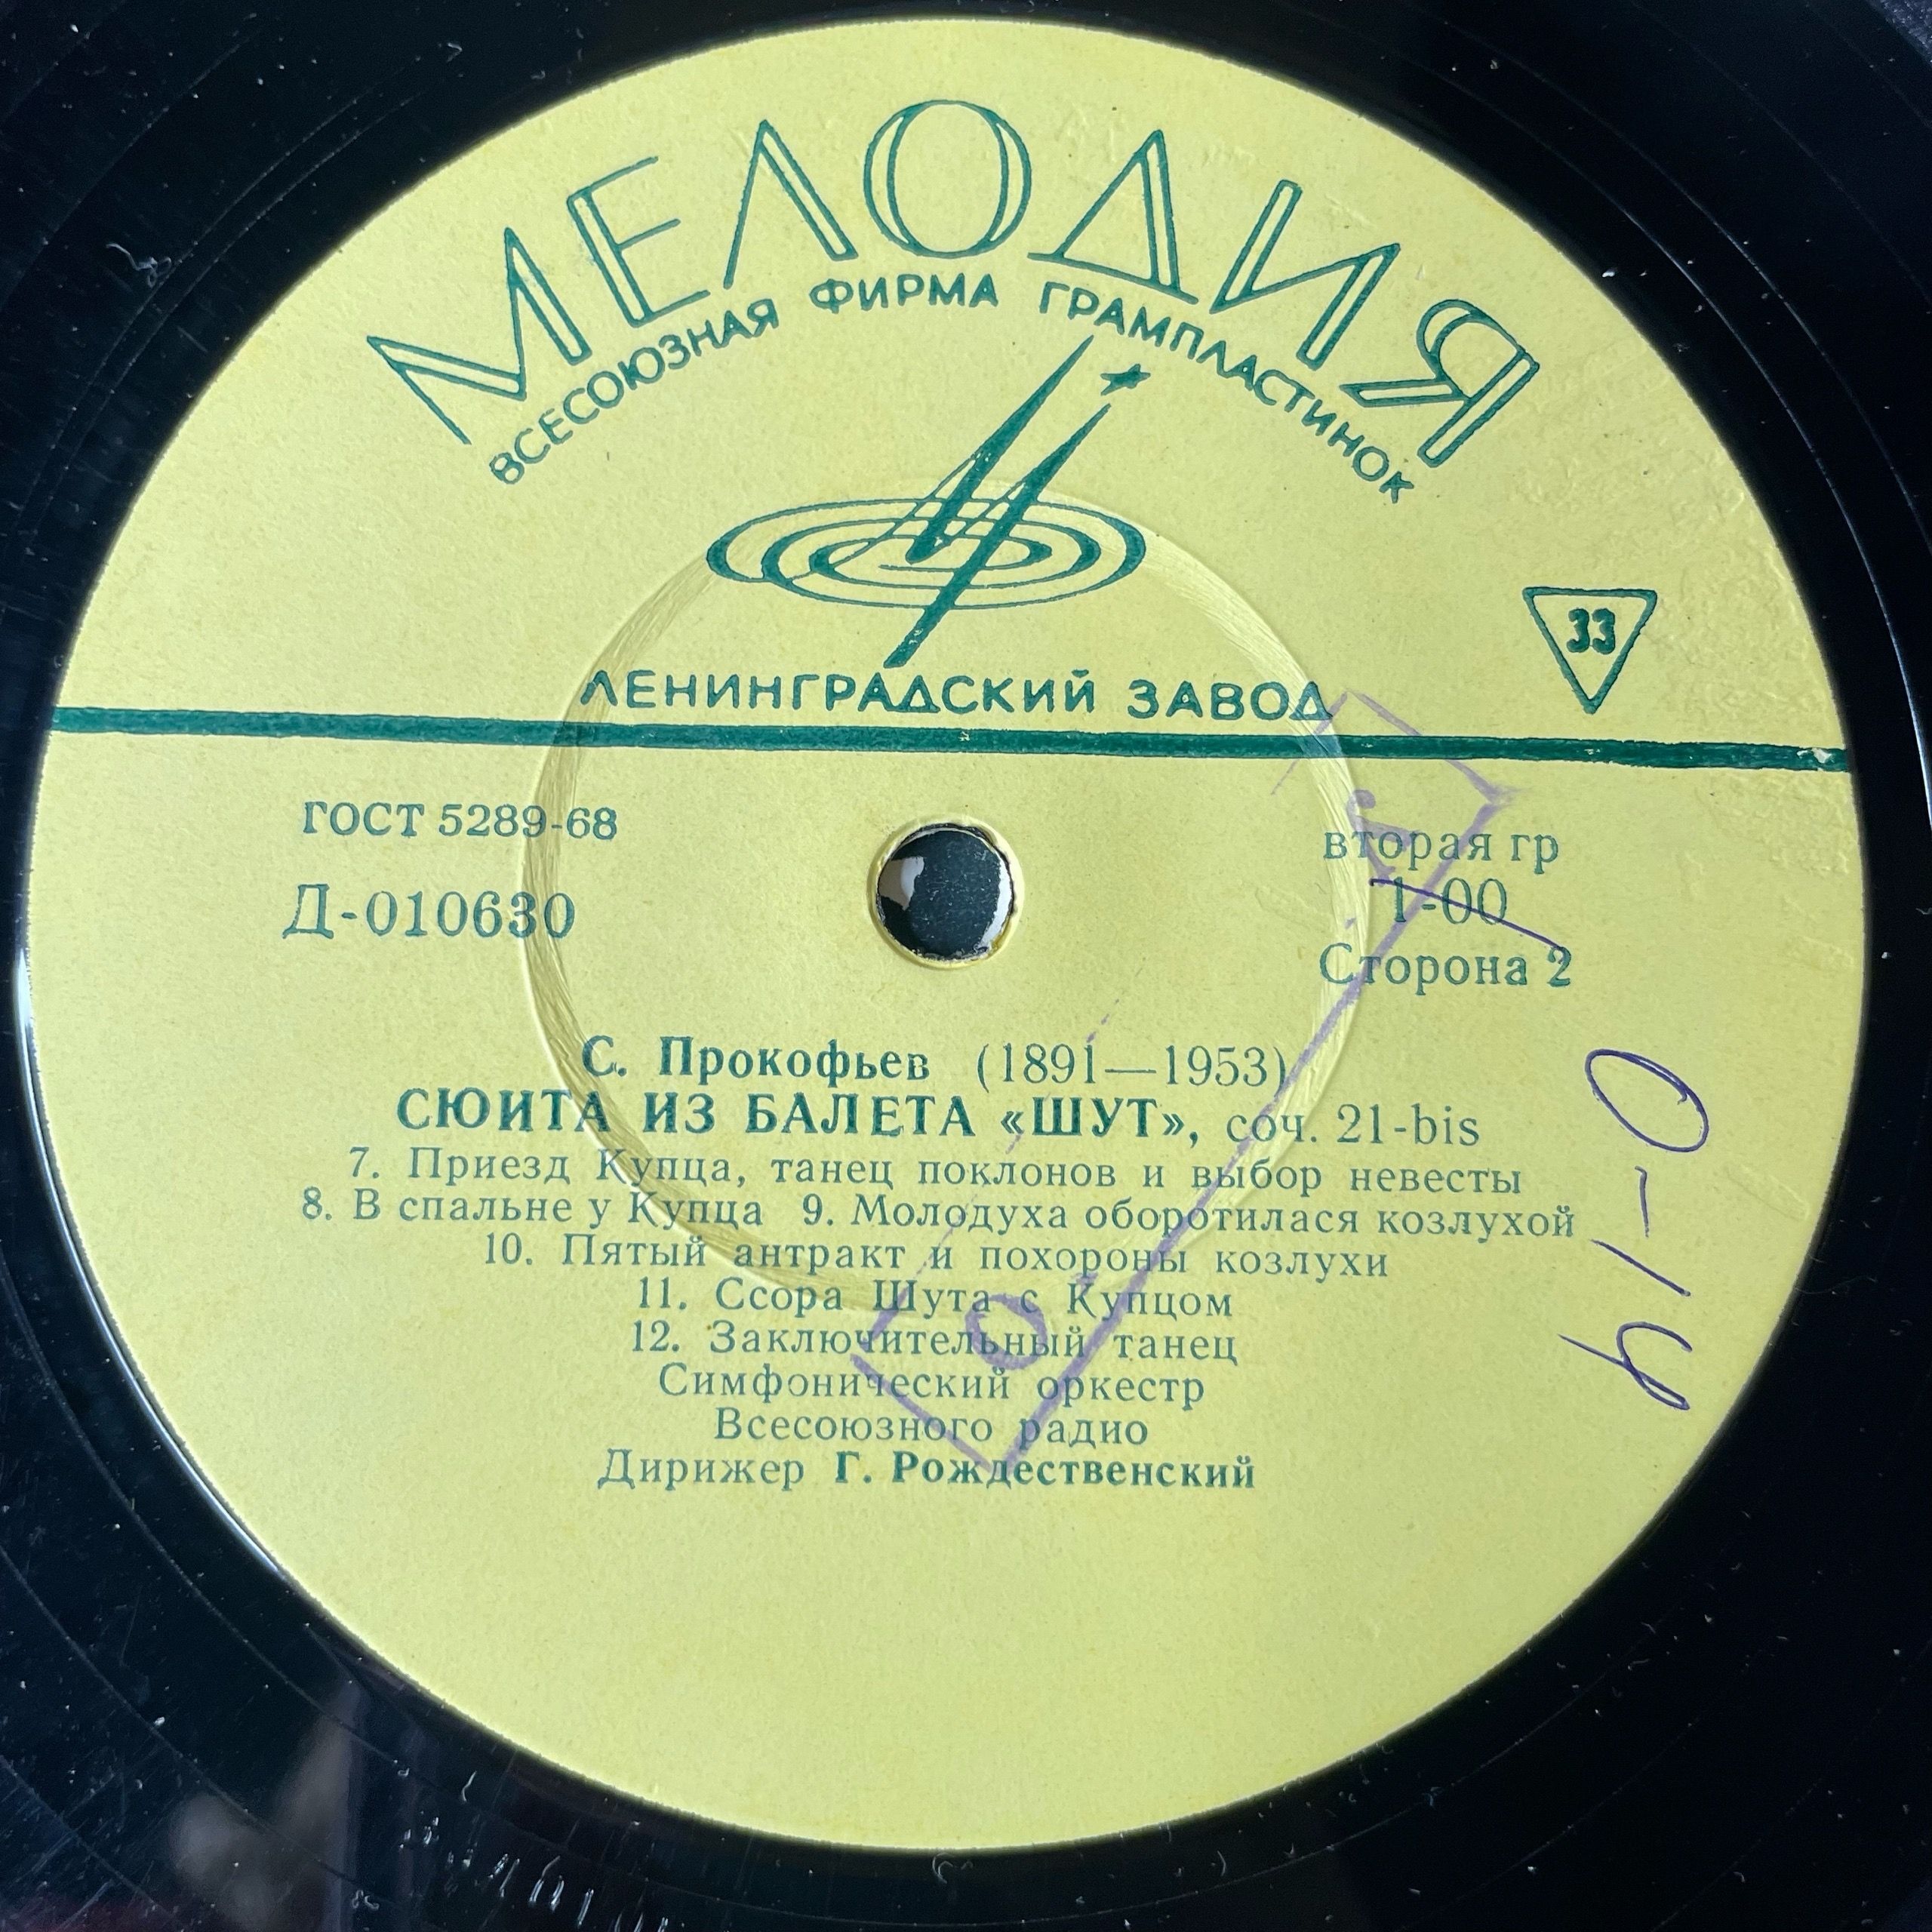 МЕЛОДИЯ
ВСЕСОЮЗНАЯ ФИРМА ГРАМПЛАСТИНОК
33
ЛЕНИНГРАДСКИЙ ЗАВОД
ГОСТ 5289-68
Д-010630
вторая гр
1-00
Сторона 2
С. Прокофьев (1891—1953)
СЮИТА ИЗ БАЛЕТА «ШУТ», соч. 21-bis
7. Приезд Купца, танец поклонов и выбор невесты
8. В спальне у Купца 9. Молодуха оборотилася козлухой
10. Пятый антракт и похороны козлухи
11. Ссора Шута с Купцом
12. Заключительный танец
Симфонический оркестр
Всесоюзного радио
Дирижер Г. Рождественский